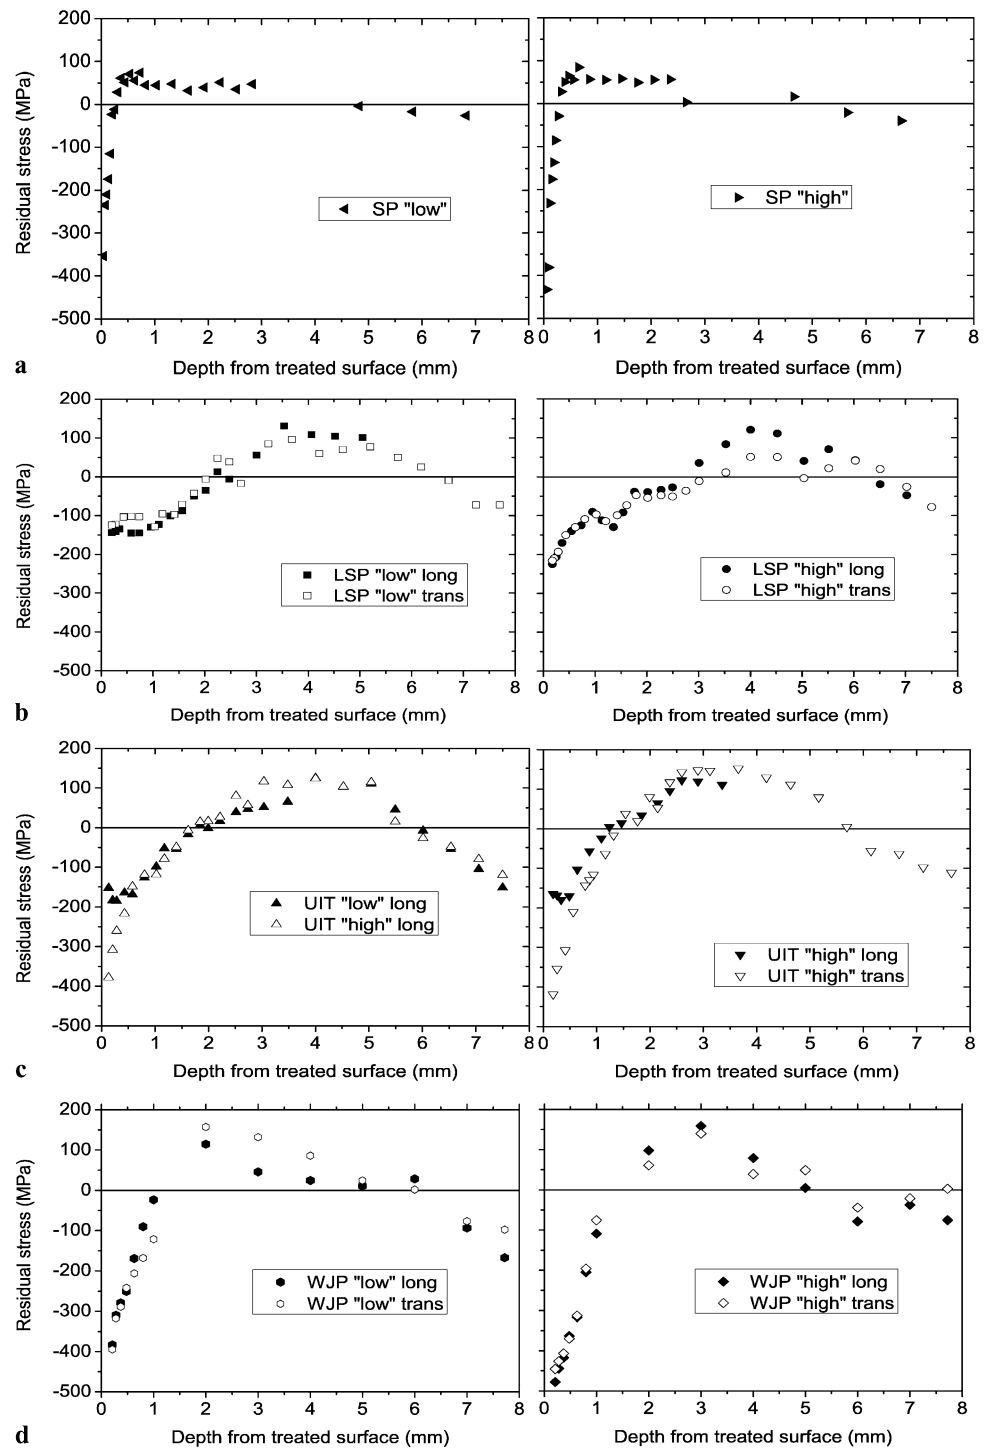 200
100
0
-100
-200
-300
-400
-500
Residual stress (MPa)
SP "low"
0 1 2 3 4 5 6 7 8
Depth from treated surface (mm)
SP "high"
0 1 2 3 4 5 6 7 8
Depth from treated surface (mm)
a
200
100
0
-100
-200
-300
-400
-500
Residual stress (MPa)
LSP "low" long
LSP "low" trans
0 1 2 3 4 5 6 7 8
Depth from treated surface (mm)
LSP "high" long
LSP "high" trans
0 1 2 3 4 5 6 7 8
Depth from treated surface (mm)
b
200
100
0
-100
-200
-300
-400
-500
Residual stress (MPa)
UIT "low" long
UIT "high" long
0 1 2 3 4 5 6 7 8
Depth from treated surface (mm)
UIT "high" long
UIT "high" trans
0 1 2 3 4 5 6 7 8
Depth from treated surface (mm)
c
200
100
0
-100
-200
-300
-400
-500
Residual stress (MPa)
WJP "low" long
WJP "low" trans
0 1 2 3 4 5 6 7 8
Depth from treated surface (mm)
WJP "high" long
WJP "high" trans
0 1 2 3 4 5 6 7 8
Depth from treated surface (mm)
d